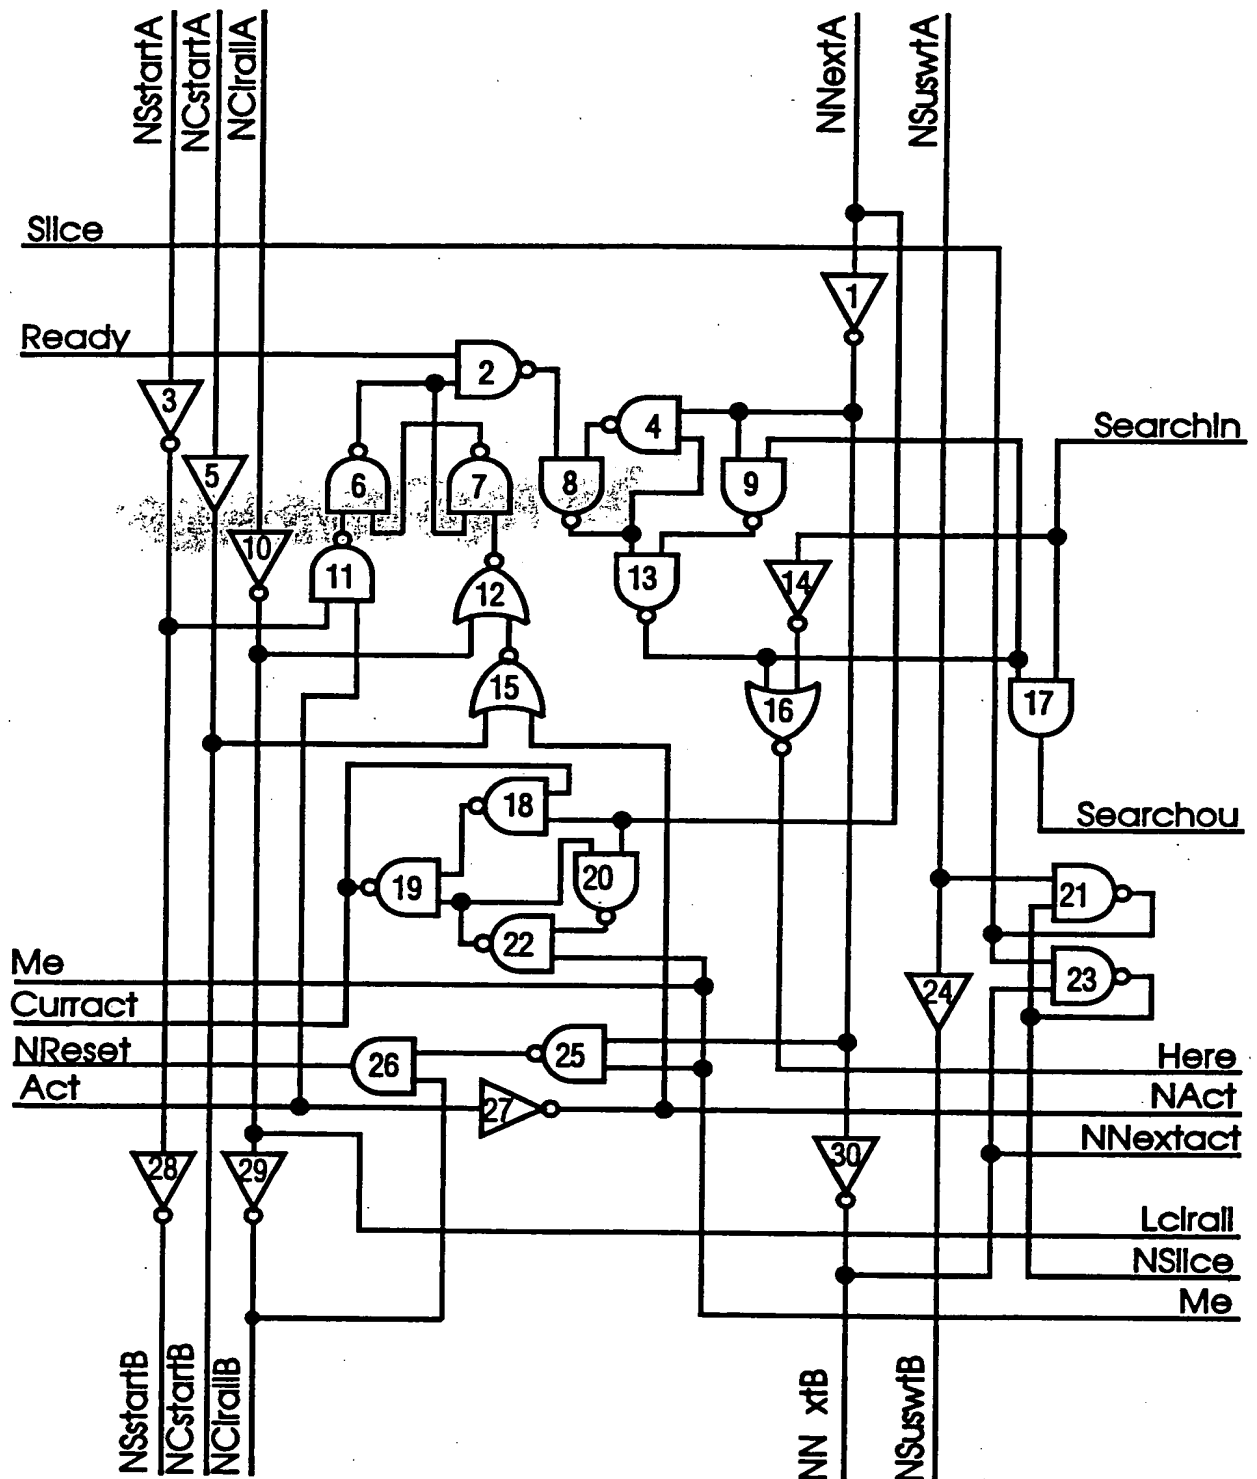 NSstartA
NCstartA
NClrallA
NNextA
NSuswtA
Slice
1
Ready
2
3
4
SearchIn
5
6
7
8
9
10
11
12
13
14
15
16
17
18
Searchou
19
20
21
22
Me
23
24
Curract
NReset
25
26
Here
Act
27
NAct
NNextact
28
29
30
Lclrall
NSlice
Me
NSstartB
NCstartB
NClrallB
NN xtB
NSuswtB